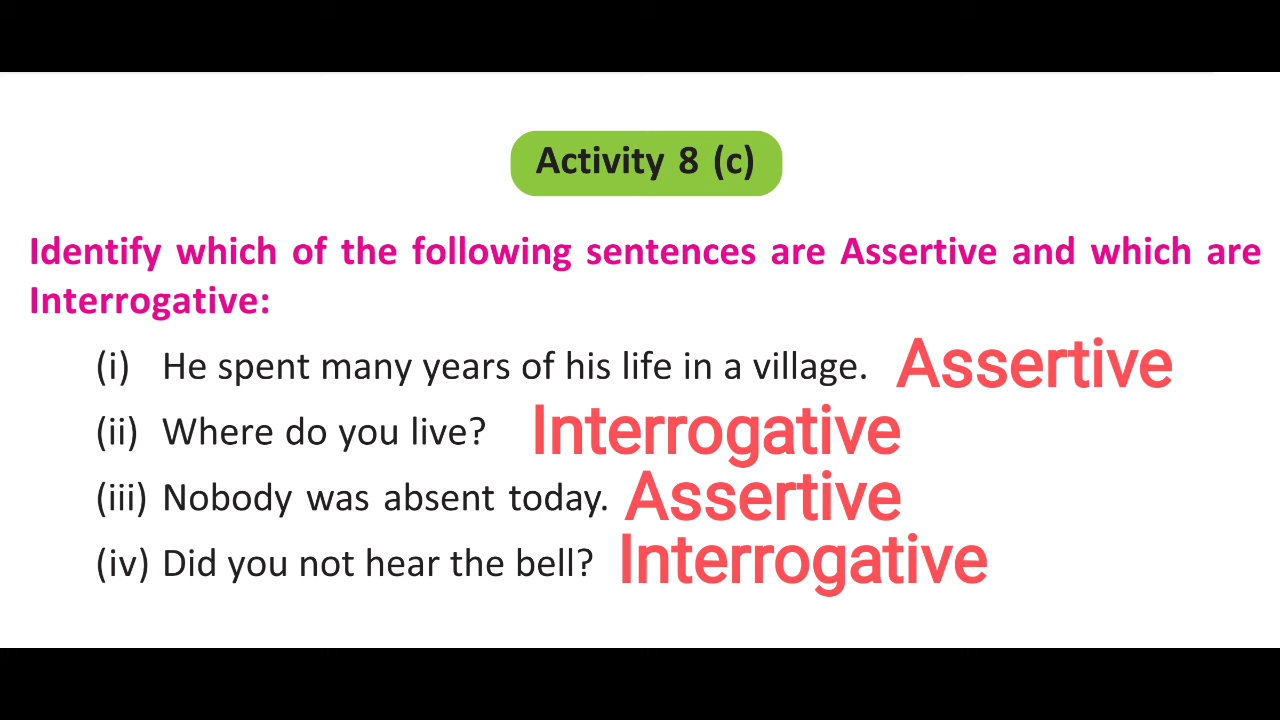 Activity 8 (c)
Identify which of the following sentences are Assertive and which are
Interrogative:
(i) He spent many years of his life in a village. Assertive
(ii) Where do you live? Interrogative
(iii) Nobody was absent today. Assertive
(iv) Did you not hear the bell? Interrogative